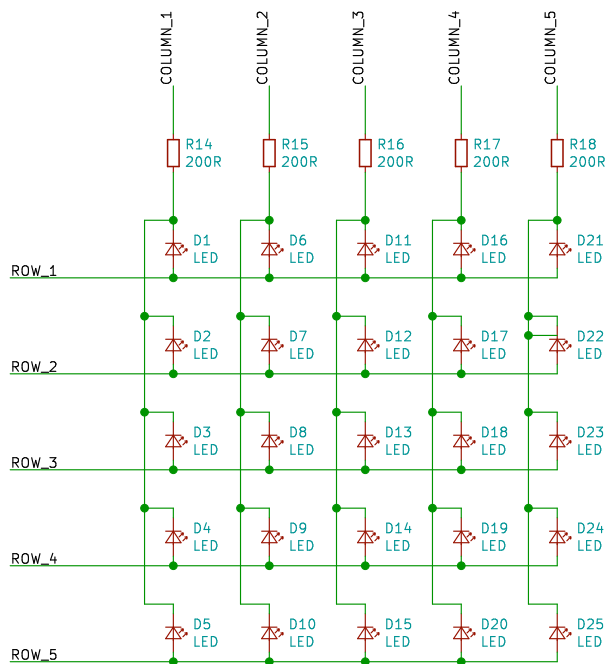 COLUMN_1
COLUMN_2
COLUMN_3
COLUMN_4
COLUMN_5
R14
200R
R15
200R
R16
200R
R17
200R
R18
200R
D1
LED
D6
LED
D11
LED
D16
LED
D21
LED
ROW_1
D2
LED
D7
LED
D12
LED
D17
LED
D22
LED
ROW_2
D3
LED
D8
LED
D13
LED
D18
LED
D23
LED
ROW_3
D4
LED
D9
LED
D14
LED
D19
LED
D24
LED
ROW_4
D5
LED
D10
LED
D15
LED
D20
LED
D25
LED
ROW_5